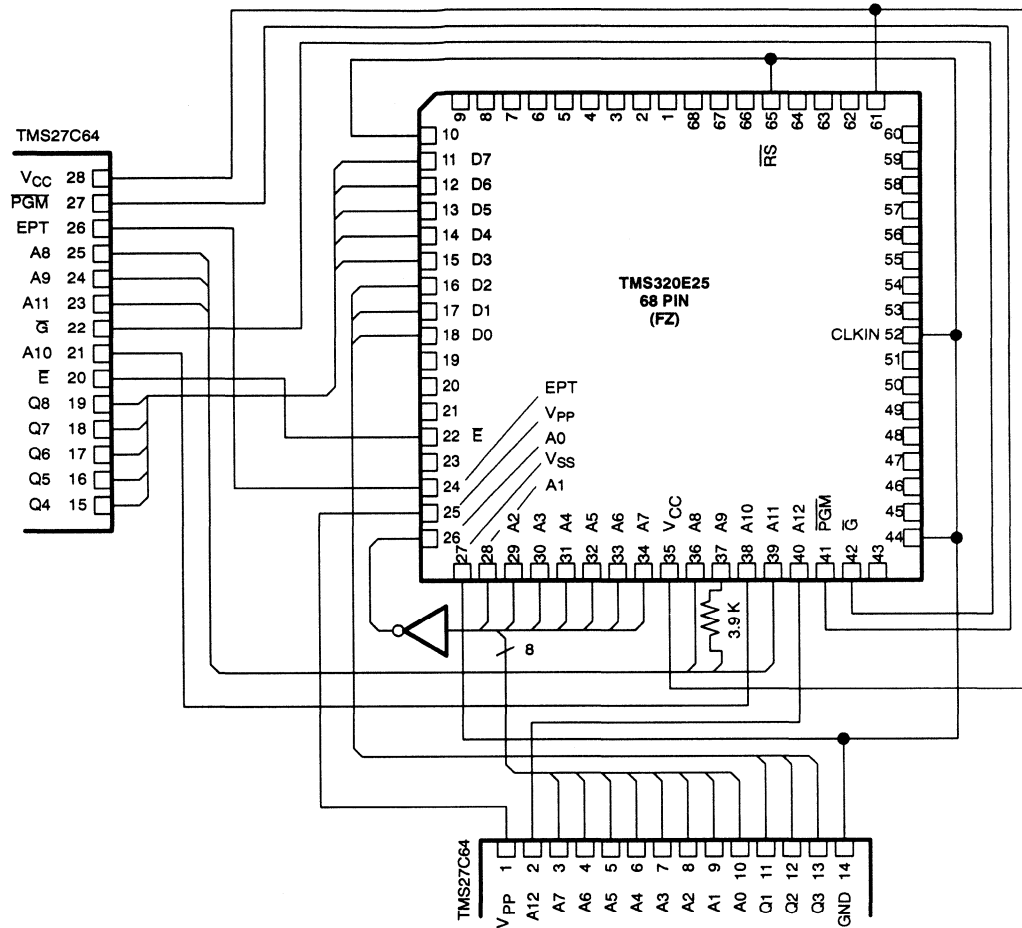 9 8 7 6 5 4 3 2 1 68 67 66 65 64 63 62 61
R̅S̅
TMS27C64
VCC 28
P̅G̅M̅ 27
EPT 26
A8 25
A9 24
A11 23
G̅ 22
A10 21
E̅ 20
Q8 19
Q7 18
Q6 17
Q5 16
Q4 15
10
11 D7
12 D6
13 D5
14 D4
15 D3
16 D2
17 D1
18 D0
19
20
21
22 E̅
23
24
25
26
EPT
VPP
A0
VSS
A1
TMS320E25
68 PIN
(FZ)
60
59
58
57
56
55
54
53
CLKIN 52
51
50
49
48
47
46
45
44
A2 A3 A4 A5 A6 A7 VCC A8 A9 A10 A11 A12 P̅G̅M̅ G̅
27 28 29 30 31 32 33 34 35 36 37 38 39 40 41 42 43
3.9 K
8
TMS27C64
1 2 3 4 5 6 7 8 9 10 11 12 13 14
VPP A12 A7 A6 A5 A4 A3 A2 A1 A0 Q1 Q2 Q3 GND